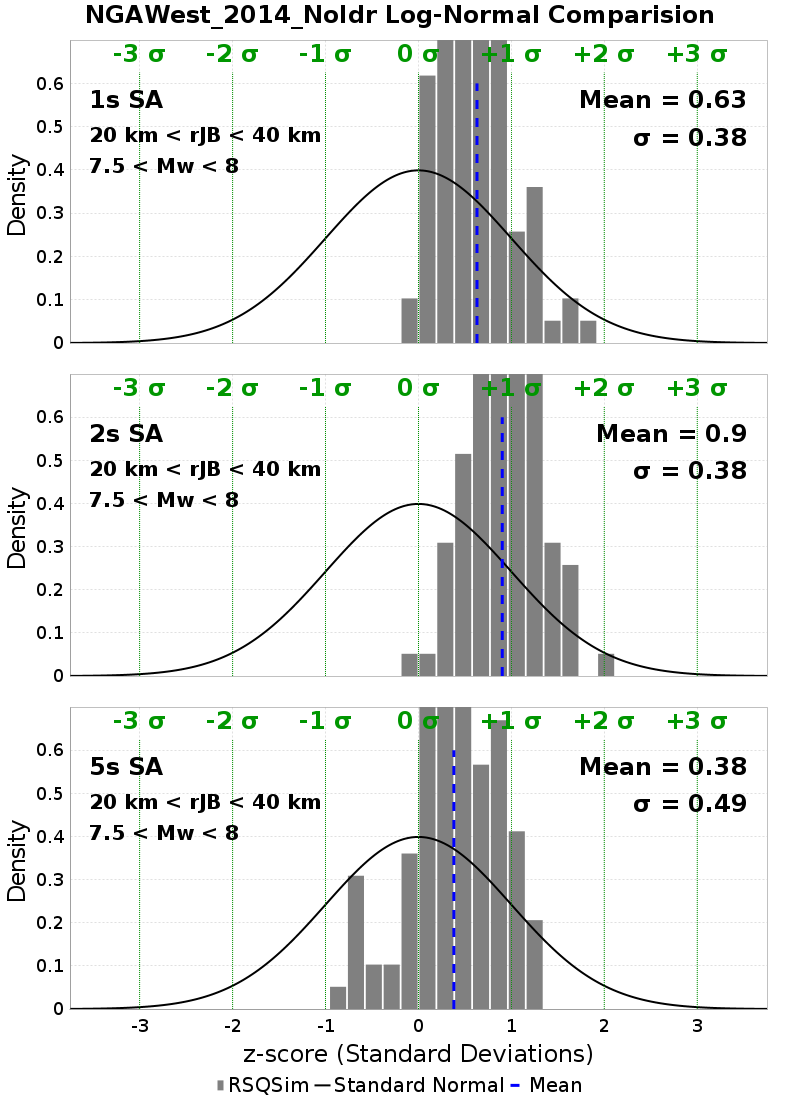 NGAWest_2014_NoIdr Log-Normal Comparision
-3 σ -2 σ -1 σ 0 σ +1 σ +2 σ +3 σ
1s SA
Mean = 0.63
20 km < rJB < 40 km
σ = 0.38
7.5 < Mw < 8
Density
0.6
0.5
0.4
0.3
0.2
0.1
0
-3 σ -2 σ -1 σ 0 σ +1 σ +2 σ +3 σ
2s SA
Mean = 0.9
20 km < rJB < 40 km
σ = 0.38
7.5 < Mw < 8
Density
0.6
0.5
0.4
0.3
0.2
0.1
0
-3 σ -2 σ -1 σ 0 σ +1 σ +2 σ +3 σ
5s SA
Mean = 0.38
20 km < rJB < 40 km
σ = 0.49
7.5 < Mw < 8
Density
0.6
0.5
0.4
0.3
0.2
0.1
0
-3 -2 -1 0 1 2 3
z-score (Standard Deviations)
RSQSim Standard Normal Mean